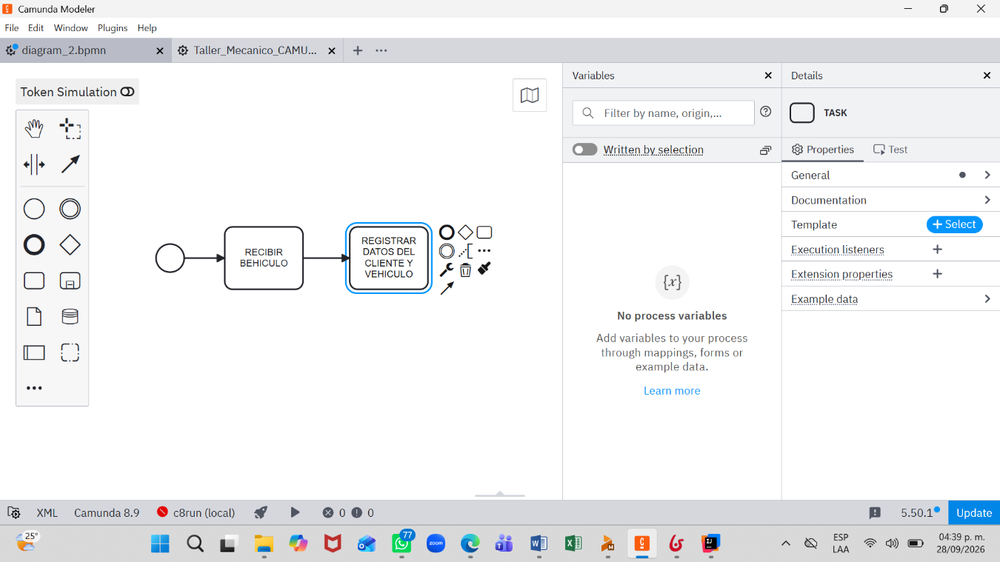 Camunda Modeler
File Edit Window Plugins Help
diagram_2.bpmn
Taller_Mecanico_CAMU...
Token Simulation
RECIBIR
BEHICULO
REGISTRAR
DATOS DEL
CLIENTE Y
VEHICULO
Variables
Filter by name, origin,...
Written by selection
{x}
No process variables
Add variables to your process
through mappings, forms or
example data.
Learn more
Details
TASK
Properties Test
General
Documentation
Template + Select
Execution listeners
Extension properties
Example data
XML Camunda 8.9 c8run (local) 0 0 5.50.1 Update
25°
77
zoom
ESP
LAA
04:39 p. m.
28/09/2026